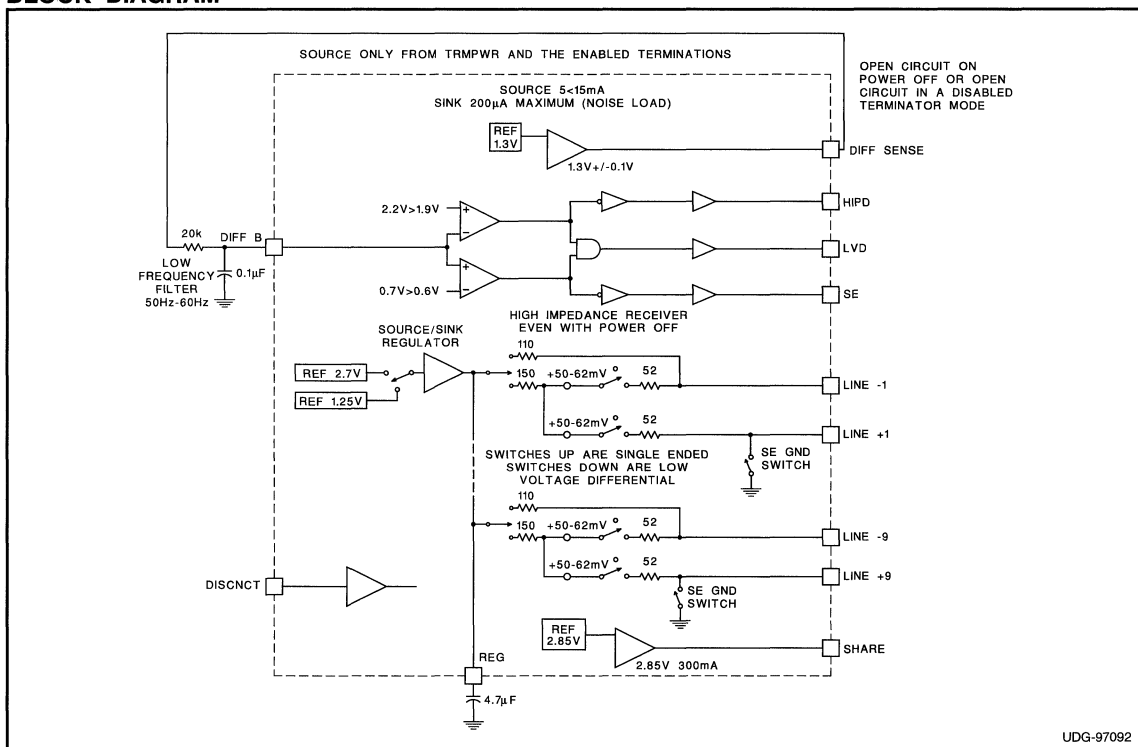 BLOCK DIAGRAM
SOURCE ONLY FROM TRMPWR AND THE ENABLED TERMINATIONS
OPEN CIRCUIT ON
POWER OFF OR OPEN
CIRCUIT IN A DISABLED
TERMINATOR MODE
SOURCE 5<15mA
SINK 200µA MAXIMUM (NOISE LOAD)
REF
1.3V
1.3V+/-0.1V
DIFF SENSE
2.2V>1.9V
+
−
HIPD
20k
DIFF B
LVD
LOW
FREQUENCY
FILTER
50Hz-60Hz
0.1µF
+
−
0.7V>0.6V
SE
HIGH IMPEDANCE RECEIVER
EVEN WITH POWER OFF
SOURCE/SINK
REGULATOR
110
REF 2.7V
150
+50-62mV
52
LINE -1
REF 1.25V
+50-62mV
52
LINE +1
SE GND
SWITCH
SWITCHES UP ARE SINGLE ENDED
SWITCHES DOWN ARE LOW
VOLTAGE DIFFERENTIAL
110
150
+50-62mV
52
LINE -9
+50-62mV
52
LINE +9
DISCNCT
SE GND
SWITCH
REF
2.85V
2.85V 300mA
SHARE
REG
4.7µF
UDG-97092